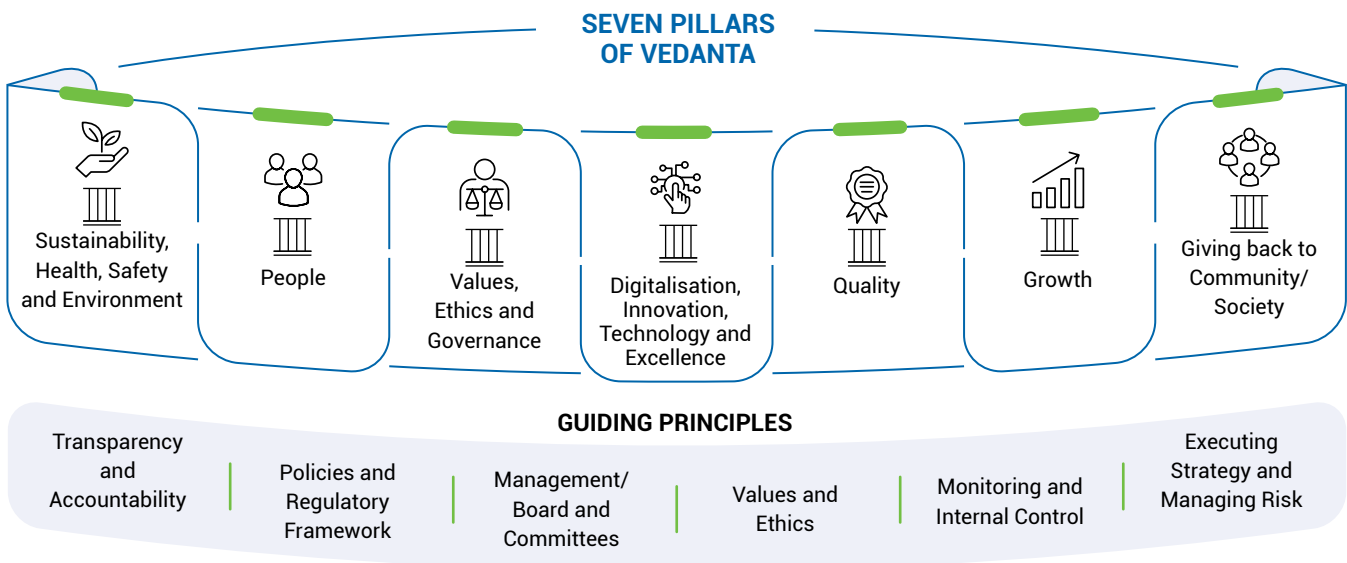 SEVEN PILLARS
OF VEDANTA
Sustainability,
Health, Safety
and Environment
People
Values,
Ethics and
Governance
Digitalisation,
Innovation,
Technology and
Excellence
Quality
Growth
Giving back to
Community/
Society
GUIDING PRINCIPLES
Transparency
and
Accountability
Policies and
Regulatory
Framework
Management/
Board and
Committees
Values and
Ethics
Monitoring and
Internal Control
Executing
Strategy and
Managing Risk